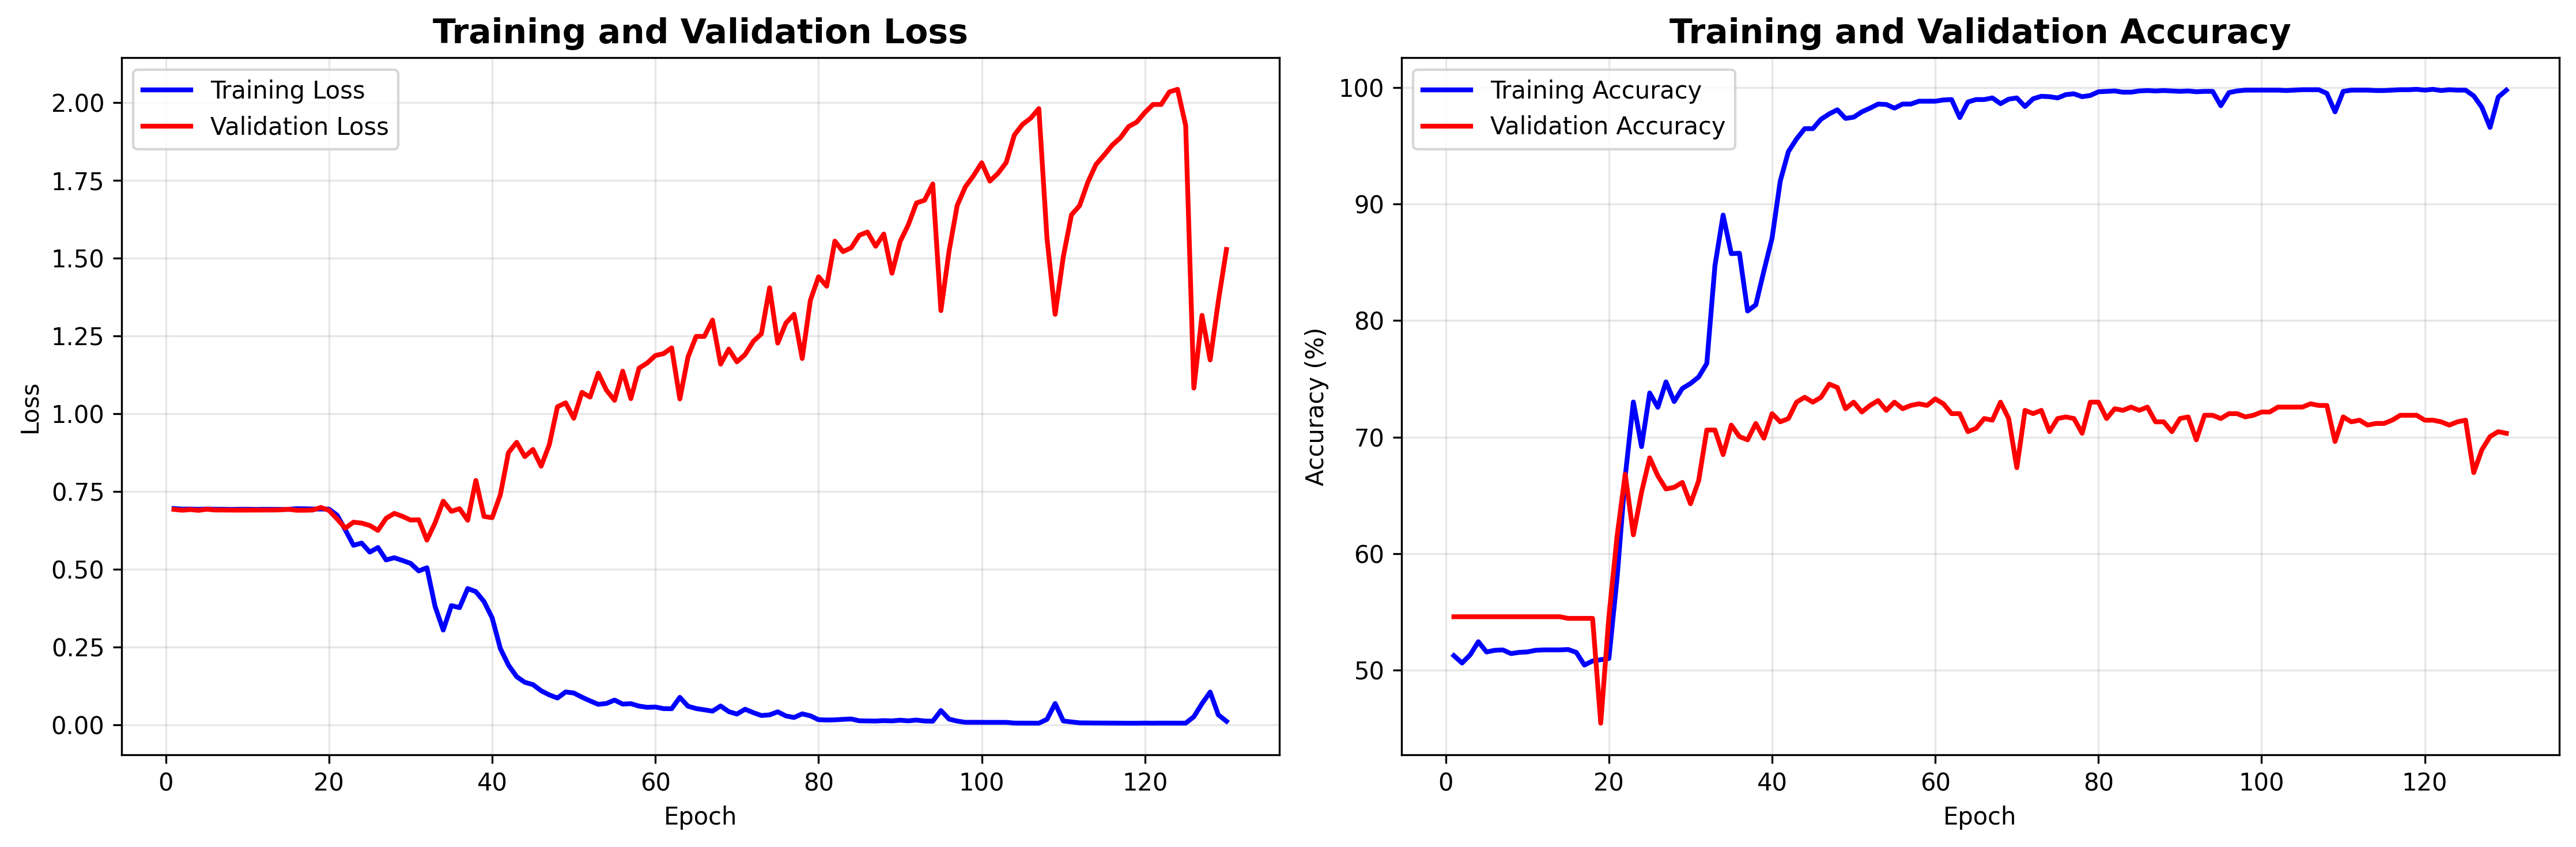 Training and Validation Loss
Training Loss
Validation Loss
2.00
1.75
1.50
1.25
1.00
0.75
0.50
0.25
0.00
Loss
0 20 40 60 80 100 120
Epoch
Training and Validation Accuracy
Training Accuracy
Validation Accuracy
100
90
80
70
60
50
Accuracy (%)
0 20 40 60 80 100 120
Epoch